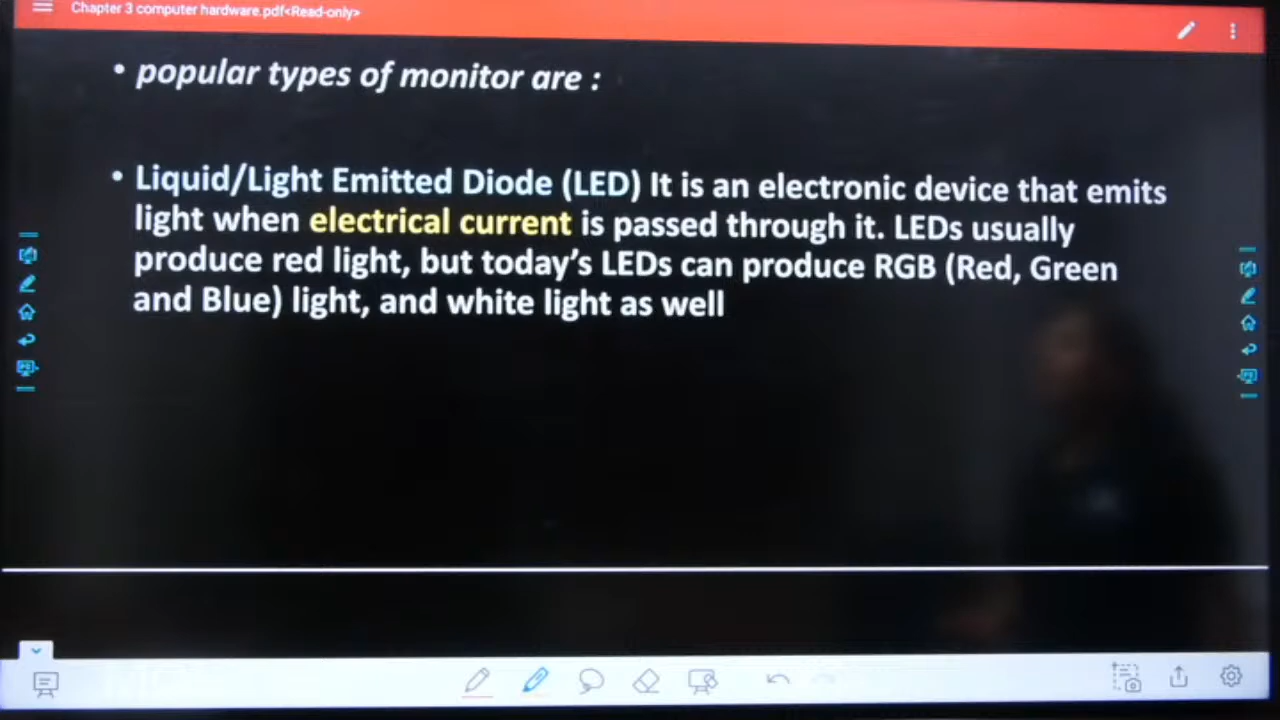 Chapter 3 computer hardware.pdf<Read-only>
• popular types of monitor are :
• Liquid/Light Emitted Diode (LED) It is an electronic device that emits
light when electrical current is passed through it. LEDs usually
produce red light, but today's LEDs can produce RGB (Red, Green
and Blue) light, and white light as well